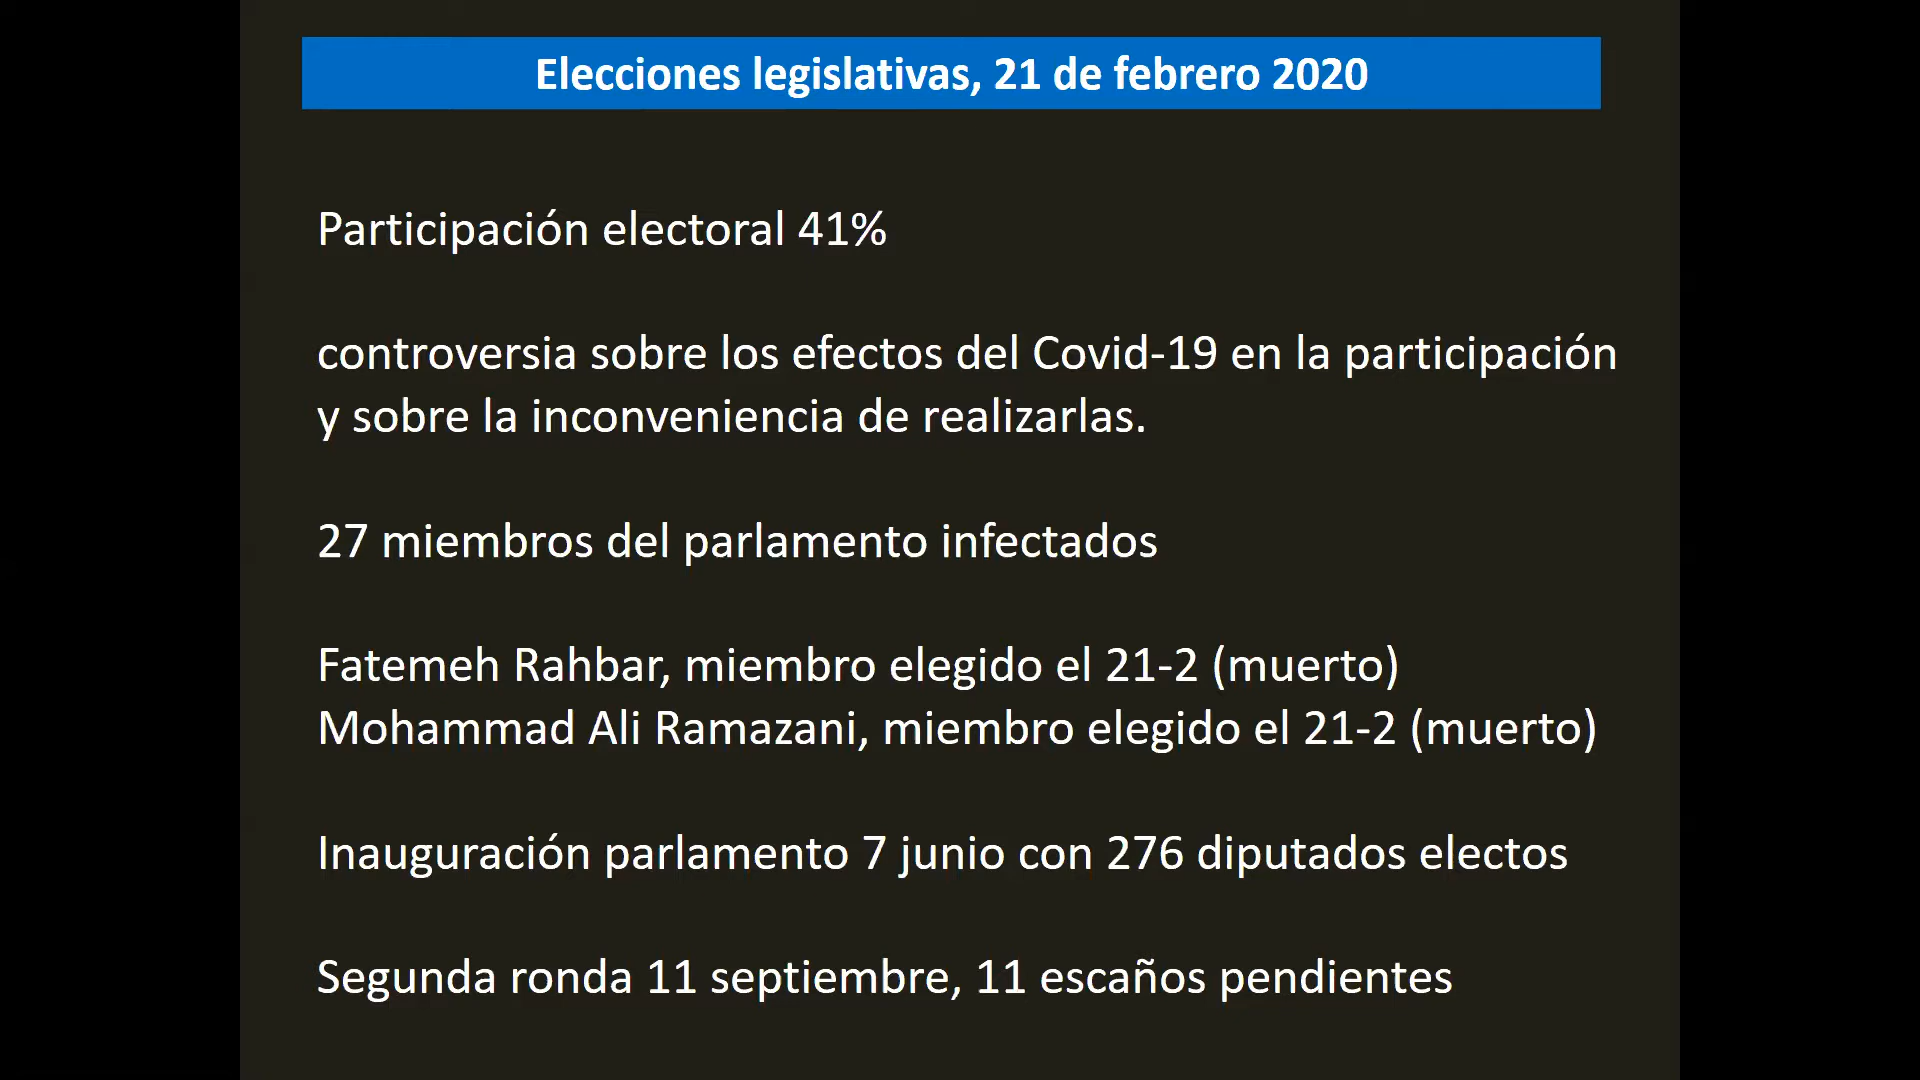 Elecciones legislativas, 21 de febrero 2020
Participación electoral 41%
controversia sobre los efectos del Covid-19 en la participación
y sobre la inconveniencia de realizarlas.
27 miembros del parlamento infectados
Fatemeh Rahbar, miembro elegido el 21-2 (muerto)
Mohammad Ali Ramazani, miembro elegido el 21-2 (muerto)
Inauguración parlamento 7 junio con 276 diputados electos
Segunda ronda 11 septiembre, 11 escaños pendientes